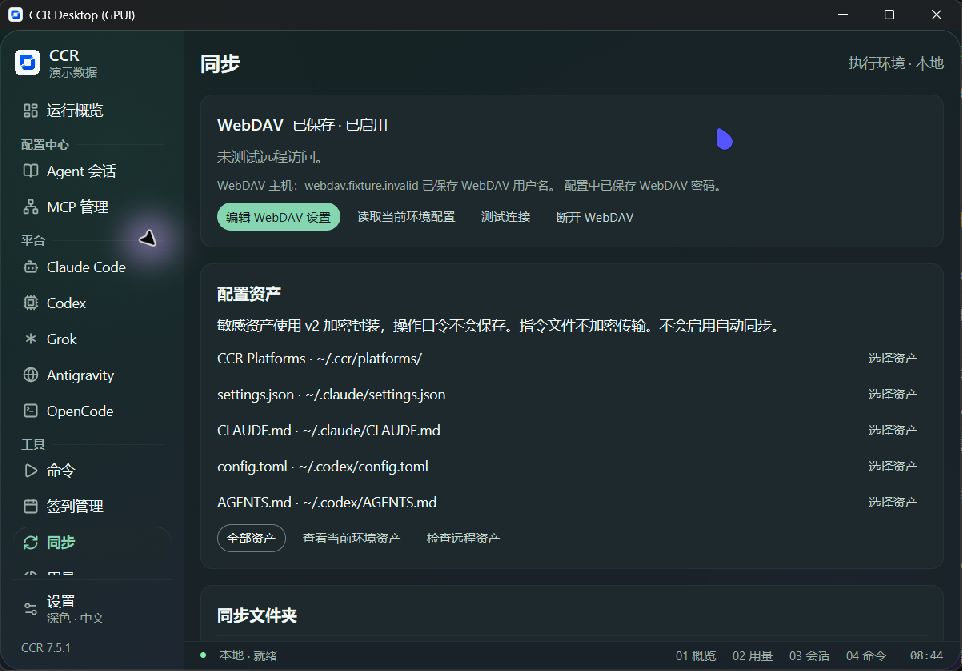 CCR Desktop (GPUI)
CCR
演示数据
运行概览
配置中心
Agent 会话
MCP 管理
平台
Claude Code
Codex
Grok
Antigravity
OpenCode
工具
命令
签到管理
同步
设置
深色 · 中文
CCR 7.5.1
同步
执行环境 · 本地
WebDAV 已保存 · 已启用
未测试远程访问。
WebDAV 主机：webdav.fixture.invalid 已保存 WebDAV 用户名。 配置中已保存 WebDAV 密码。
编辑 WebDAV 设置
读取当前环境配置
测试连接
断开 WebDAV
配置资产
敏感资产使用 v2 加密封装，操作口令不会保存。指令文件不加密传输。不会启用自动同步。
CCR Platforms · ~/.ccr/platforms/
选择资产
settings.json · ~/.claude/settings.json
选择资产
CLAUDE.md · ~/.claude/CLAUDE.md
选择资产
config.toml · ~/.codex/config.toml
选择资产
AGENTS.md · ~/.codex/AGENTS.md
选择资产
全部资产
查看当前环境资产
检查远程资产
同步文件夹
本地 · 就绪
01 概览
02 用量
03 会话
04 命令
08:44